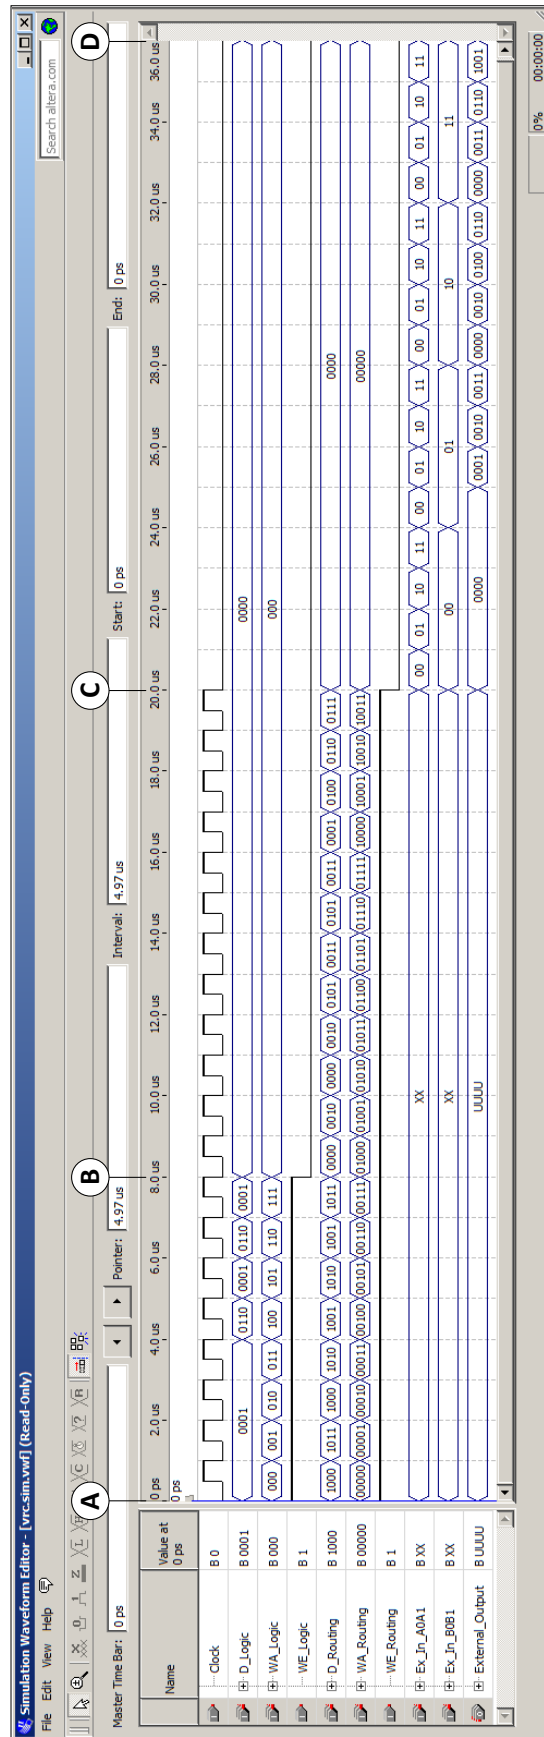 Simulation Waveform Editor - [vrc.sim.vwf] (Read-Only)
File Edit View Help
Search altera.com
Master Time Bar: 0 ps Pointer: 4.97 us Interval: 4.97 us Start: 0 ps End: 0 ps
A B C D
Name Value at 0 ps
0 ps 2.0 us 4.0 us 6.0 us 8.0 us 10.0 us 12.0 us 14.0 us 16.0 us 18.0 us 20.0 us 22.0 us 24.0 us 26.0 us 28.0 us 30.0 us 32.0 us 34.0 us 36.0 us
0 ps
Clock B 0
D_Logic B 0001 0001 0110 0001 0110 0001 0000
WA_Logic B 000 000 001 010 011 100 101 110 111 000
WE_Logic B 1
D_Routing B 1000 1000 1011 1000 1010 1001 1010 1001 1011 0000 0010 0000 0010 0101 0011 0101 0011 0001 0100 0110 0111 0000
WA_Routing B 00000 00000 00001 00010 00011 00100 00101 00110 00111 01000 01001 01010 01011 01100 01101 01110 01111 10000 10001 10010 10011 00000
WE_Routing B 1
Ex_In_A0A1 B XX XX 00 01 10 11 00 01 10 11 00 01 10 11 00 01 10 11
Ex_In_B0B1 B XX XX 00 01 10 11
External_Output B UUUU UUUU 0000 0001 0010 0011 0000 0010 0100 0110 0000 0011 0110 1001
0% 00:00:00